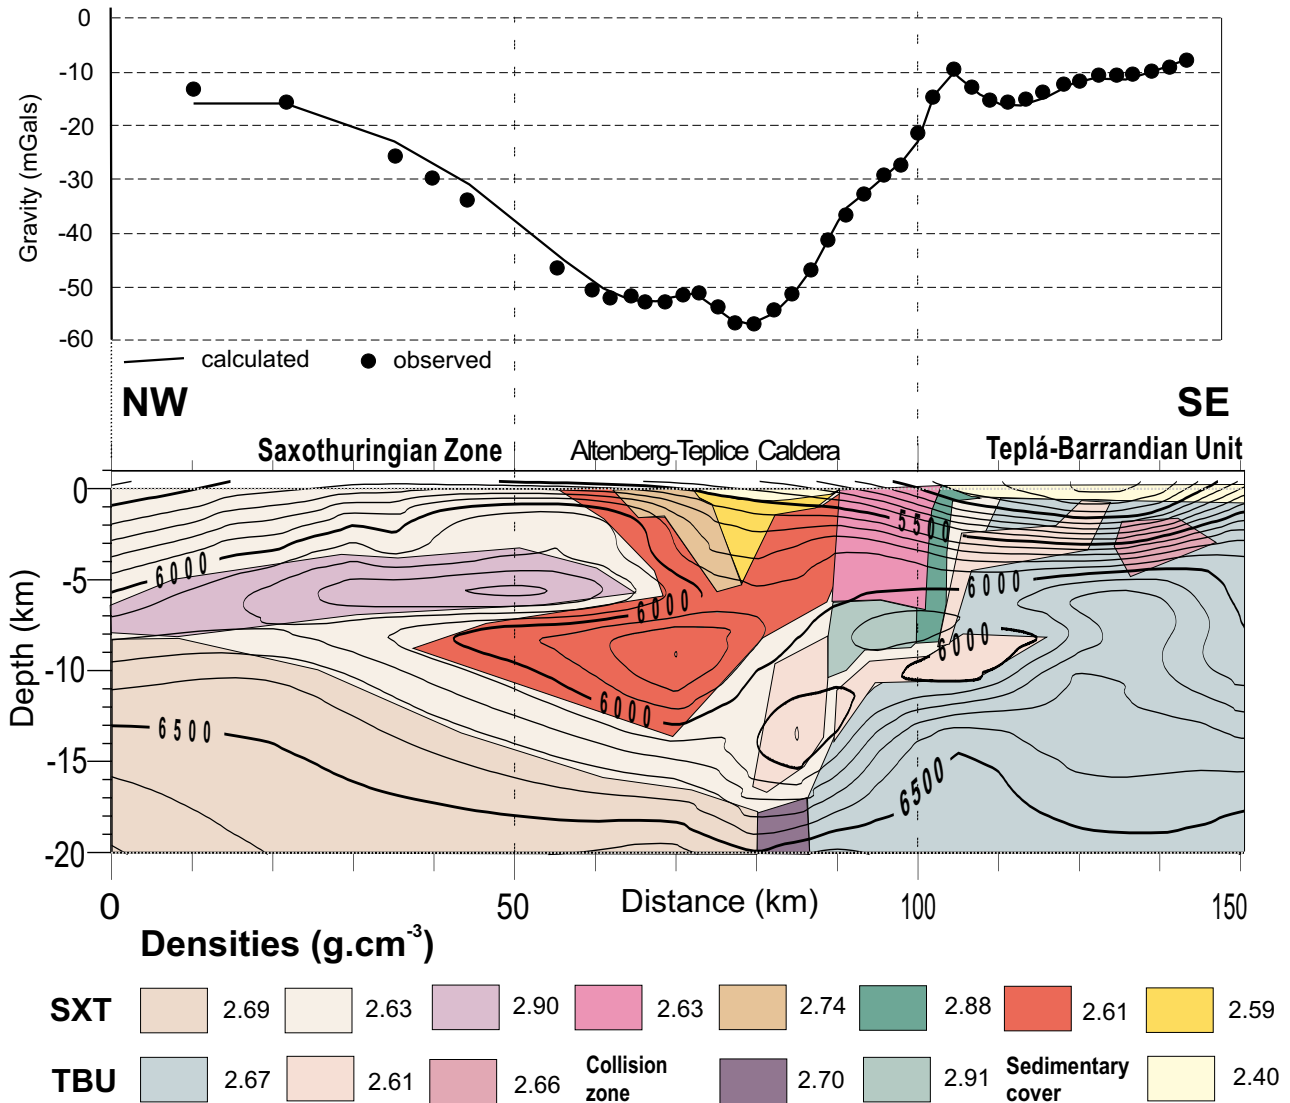 0
-10
-20
-30
-40
-50
-60
Gravity (mGals)
calculated observed
NW SE
Saxothuringian Zone Altenberg-Teplice Caldera Teplá-Barrandian Unit
0
-5
-10
-15
-20
Depth (km)
6000
5500
6000
6000
6000
6000
6500
6500
0 50 Distance (km) 100 150
Densities (g.cm-3)
SXT 2.69 2.63 2.90 2.63 2.74 2.88 2.61 2.59
TBU 2.67 2.61 2.66 Collision zone 2.70 2.91 Sedimentary cover 2.40